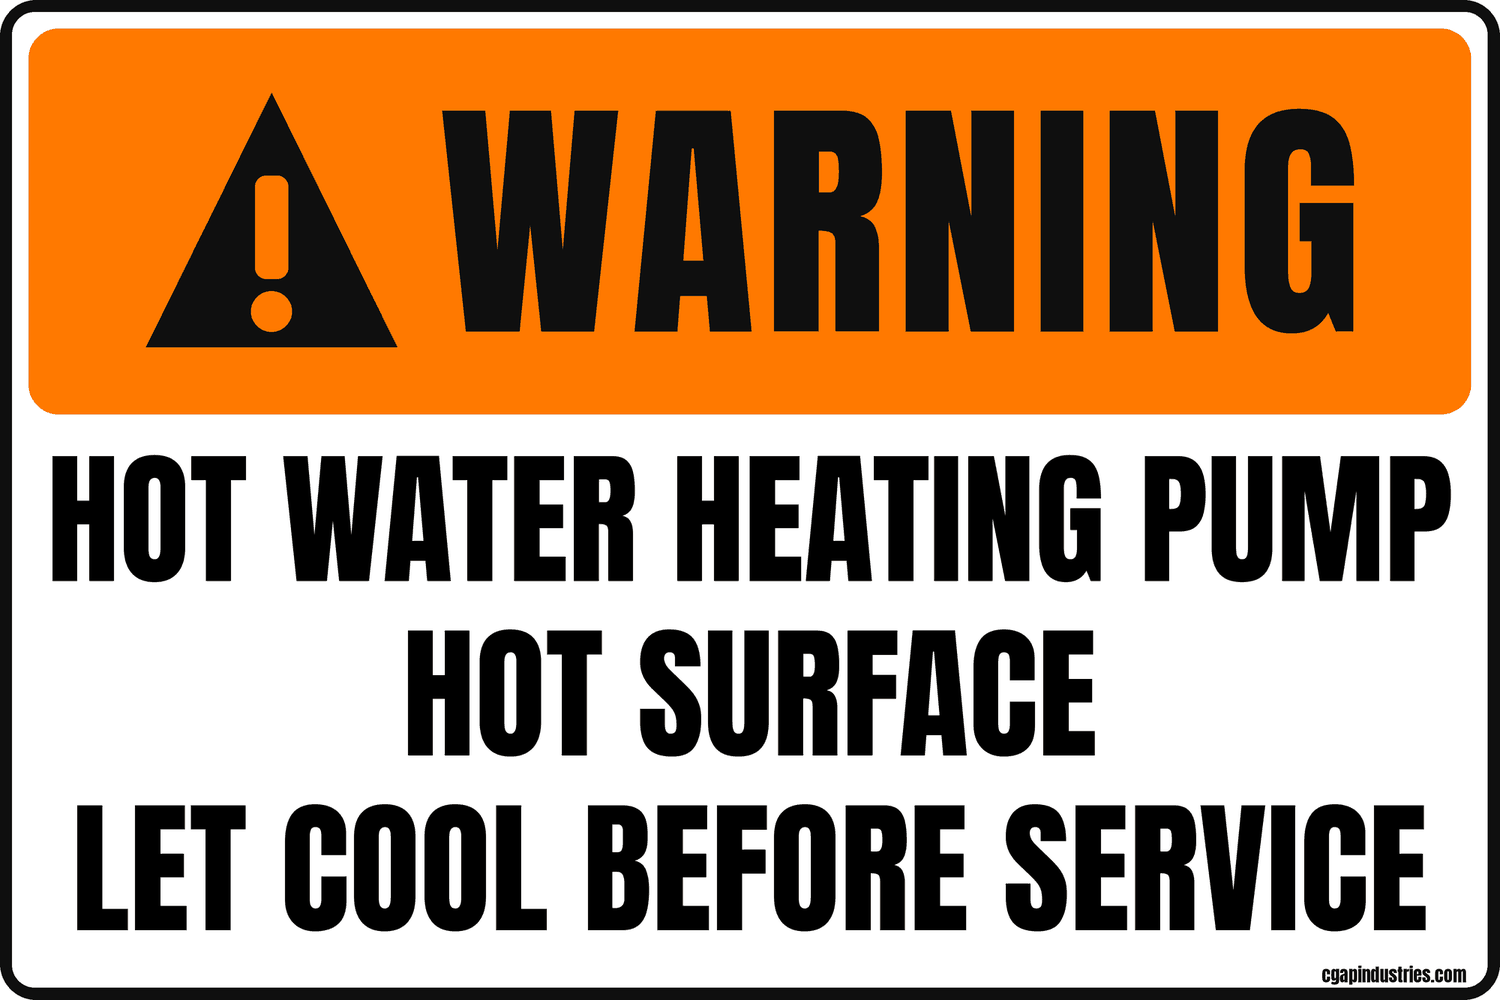 WARNING
HOT WATER HEATING PUMP
HOT SURFACE
LET COOL BEFORE SERVICE
cgapindustries.com